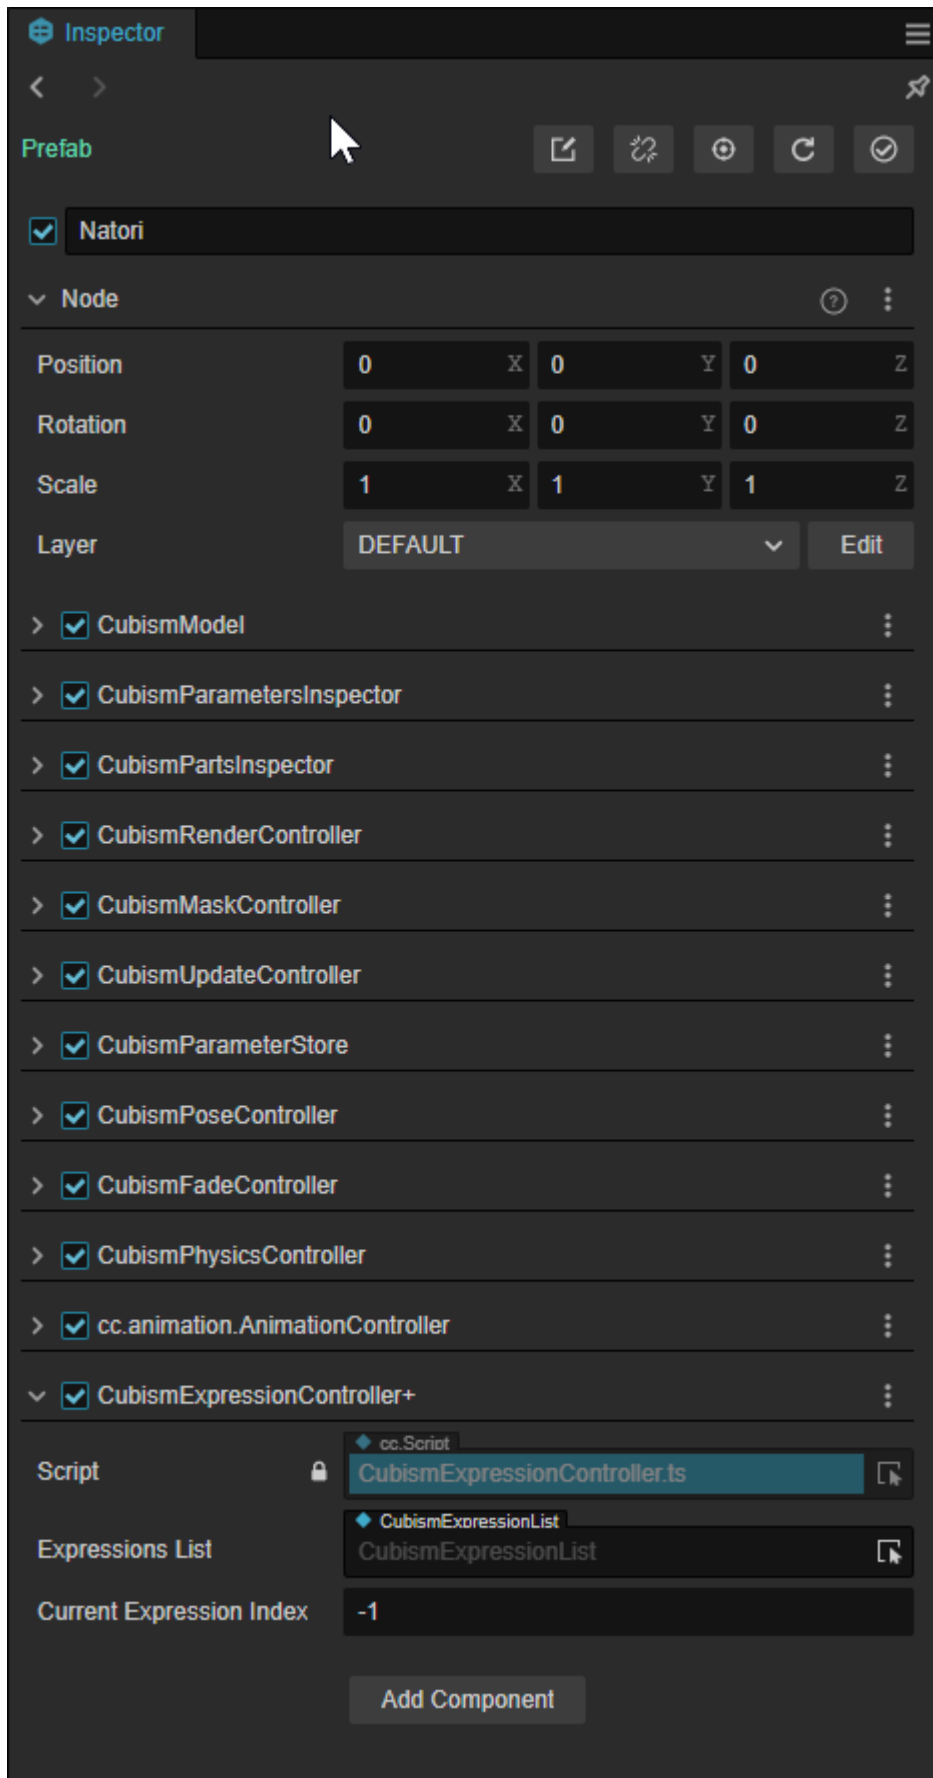 Inspector
Prefab
Natori
Node
Position 0 X 0 Y 0 Z
Rotation 0 X 0 Y 0 Z
Scale 1 X 1 Y 1 Z
Layer DEFAULT Edit
CubismModel
CubismParametersInspector
CubismPartsInspector
CubismRenderController
CubismMaskController
CubismUpdateController
CubismParameterStore
CubismPoseController
CubismFadeController
CubismPhysicsController
cc.animation.AnimationController
CubismExpressionController+
cc.Script
Script CubismExpressionController.ts
CubismExpressionList
Expressions List CubismExpressionList
Current Expression Index -1
Add Component